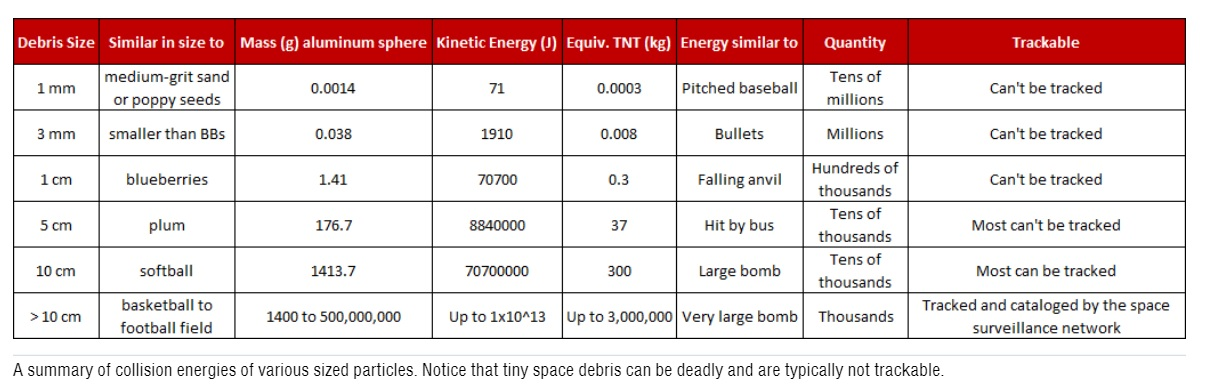 Debris Size Similar in size to Mass (g) aluminum sphere Kinetic Energy (J) Equiv. TNT (kg) Energy similar to Quantity Trackable
1 mm medium-grit sand or poppy seeds 0.0014 71 0.0003 Pitched baseball Tens of millions Can't be tracked
3 mm smaller than BBs 0.038 1910 0.008 Bullets Millions Can't be tracked
1 cm blueberries 1.41 70700 0.3 Falling anvil Hundreds of thousands Can't be tracked
5 cm plum 176.7 8840000 37 Hit by bus Tens of thousands Most can't be tracked
10 cm softball 1413.7 70700000 300 Large bomb Tens of thousands Most can be tracked
> 10 cm basketball to football field 1400 to 500,000,000 Up to 1x10^13 Up to 3,000,000 Very large bomb Thousands Tracked and cataloged by the space surveillance network
A summary of collision energies of various sized particles. Notice that tiny space debris can be deadly and are typically not trackable.